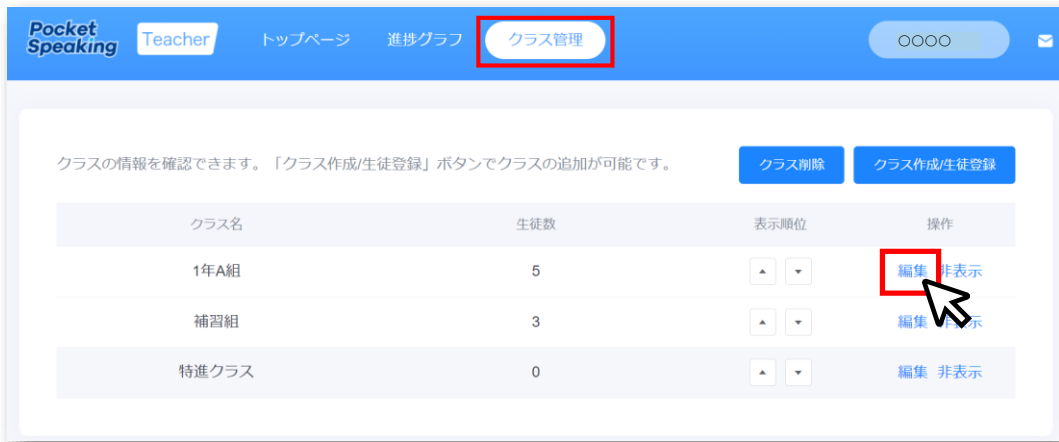 Pocket Speaking Teacher トップページ 進捗グラフ クラス管理 OOOO
クラスの情報を確認できます。「クラス作成/生徒登録」ボタンでクラスの追加が可能です。 クラス削除 クラス作成/生徒登録
クラス名 生徒数 表示順位 操作
1年A組 5 編集 非表示
補習組 3 編集 非表示
特進クラス 0 編集 非表示